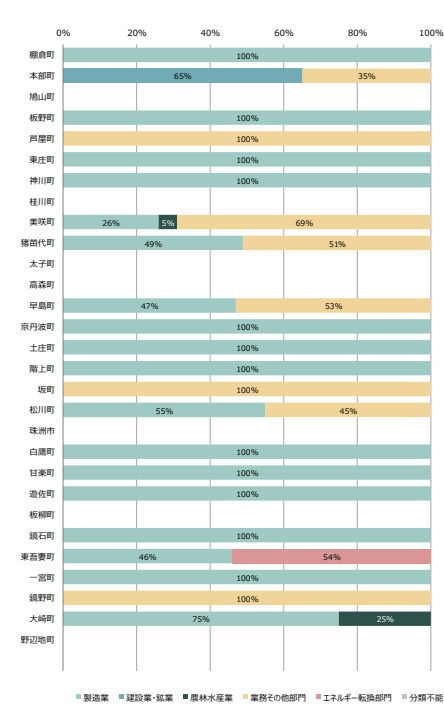 0% 20% 40% 60% 80% 100%
棚倉町 100%
本部町 65% 35%
鳩山町
板野町 100%
芦屋町 100%
東庄町 100%
神川町 100%
桂川町
美咲町 26% 5% 69%
猪苗代町 49% 51%
太子町
高森町
早島町 47% 53%
京丹波町 100%
土庄町 100%
階上町 100%
坂町 100%
松川町 55% 45%
珠洲市
白鷹町 100%
甘楽町 100%
遊佐町 100%
板柳町
鏡石町 100%
東吾妻町 46% 54%
一宮町 100%
鏡野町 100%
大崎町 75% 25%
野辺地町
製造業 建設業・鉱業 農林水産業 業務その他部門 エネルギー転換部門 分類不能